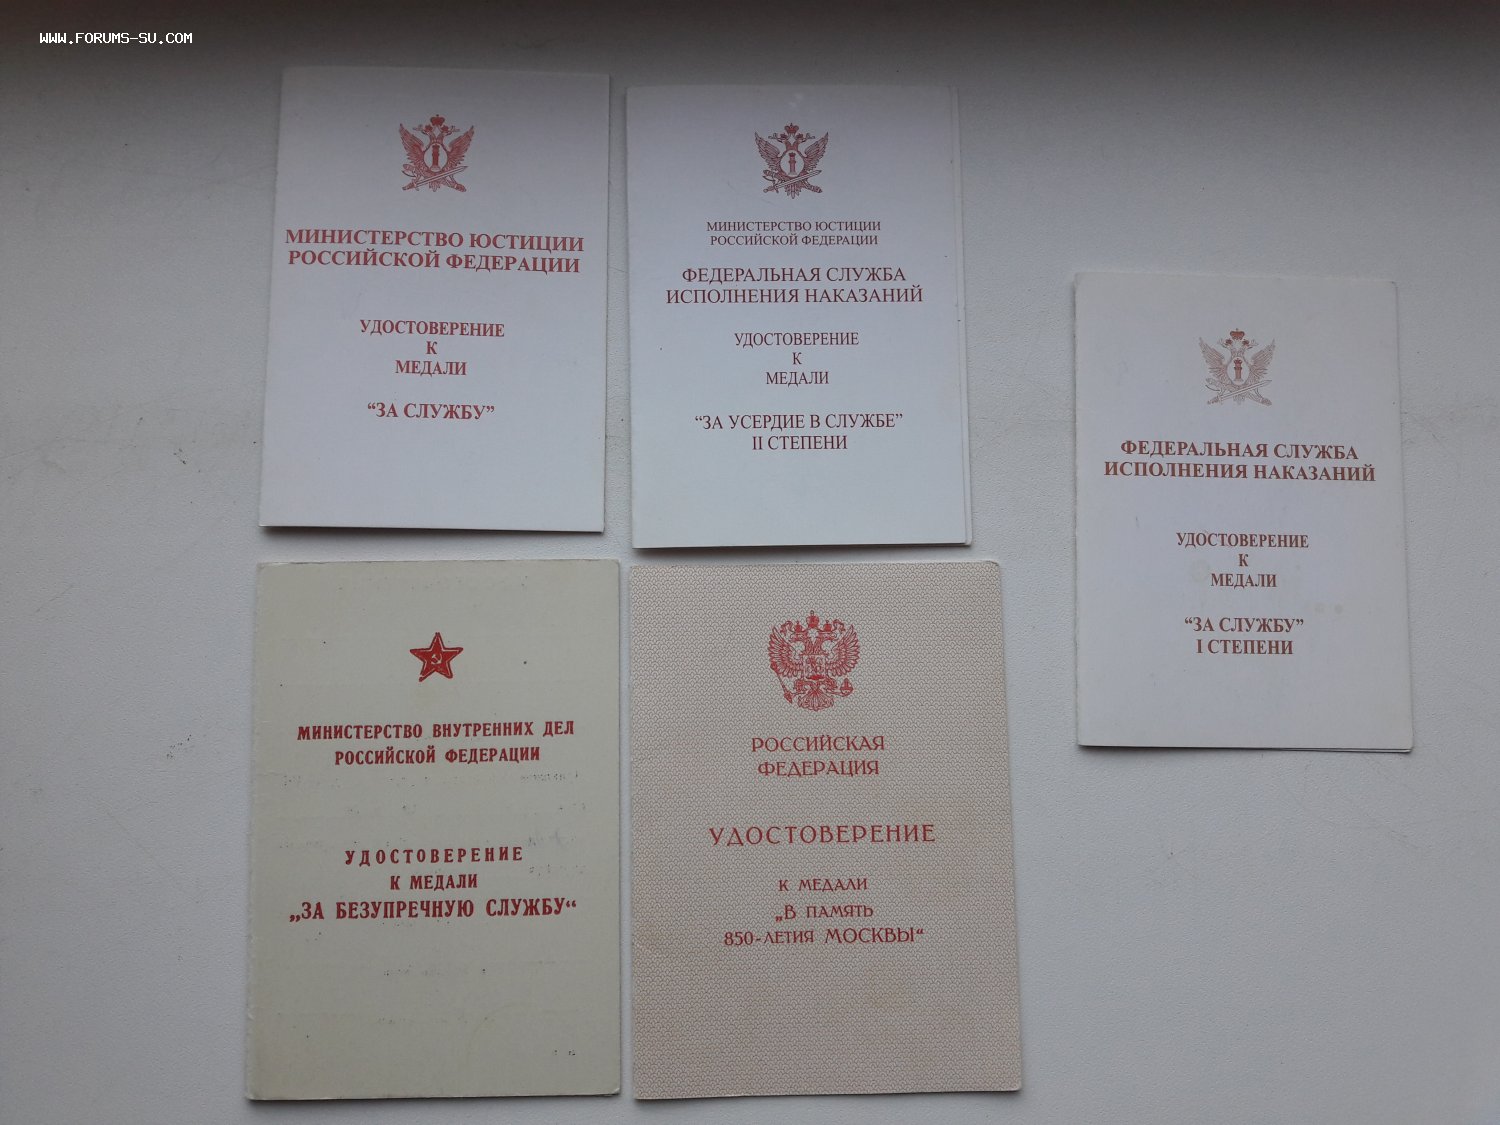 WWW.FORUMS-SU.COM
МИНИСТЕРСТВО ЮСТИЦИИ
РОССИЙСКОЙ ФЕДЕРАЦИИ
УДОСТОВЕРЕНИЕ
К
МЕДАЛИ
“ЗА СЛУЖБУ”
МИНИСТЕРСТВО ЮСТИЦИИ
РОССИЙСКОЙ ФЕДЕРАЦИИ
ФЕДЕРАЛЬНАЯ СЛУЖБА
ИСПОЛНЕНИЯ НАКАЗАНИЙ
УДОСТОВЕРЕНИЕ
К
МЕДАЛИ
“ЗА УСЕРДИЕ В СЛУЖБЕ”
II СТЕПЕНИ
ФЕДЕРАЛЬНАЯ СЛУЖБА
ИСПОЛНЕНИЯ НАКАЗАНИЙ
УДОСТОВЕРЕНИЕ
К
МЕДАЛИ
“ЗА СЛУЖБУ”
I СТЕПЕНИ
МИНИСТЕРСТВО ВНУТРЕННИХ ДЕЛ
РОССИЙСКОЙ ФЕДЕРАЦИИ
УДОСТОВЕРЕНИЕ
К МЕДАЛИ
„ЗА БЕЗУПРЕЧНУЮ СЛУЖБУ“
РОССИЙСКАЯ
ФЕДЕРАЦИЯ
УДОСТОВЕРЕНИЕ
К МЕДАЛИ
„В ПАМЯТЬ
850-ЛЕТИЯ МОСКВЫ“